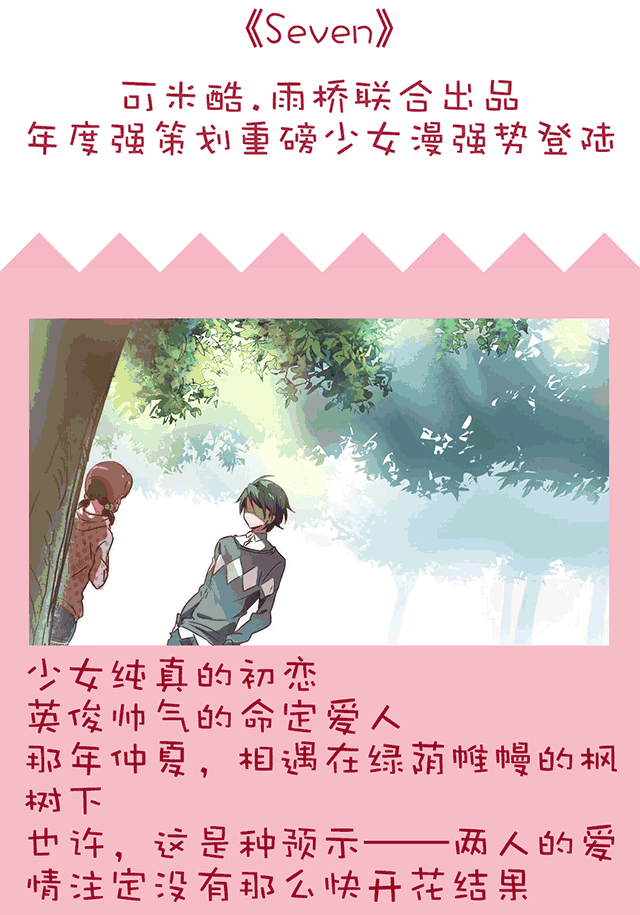 《Seven》
可米酷.雨桥联合出品
年度强策划重磅少女漫强势登陆
少女纯真的初恋
英俊帅气的命定爱人
那年仲夏，相遇在绿荫帷幔的枫
树下
也许，这是种预示——两人的爱
情注定没有那么快开花结果